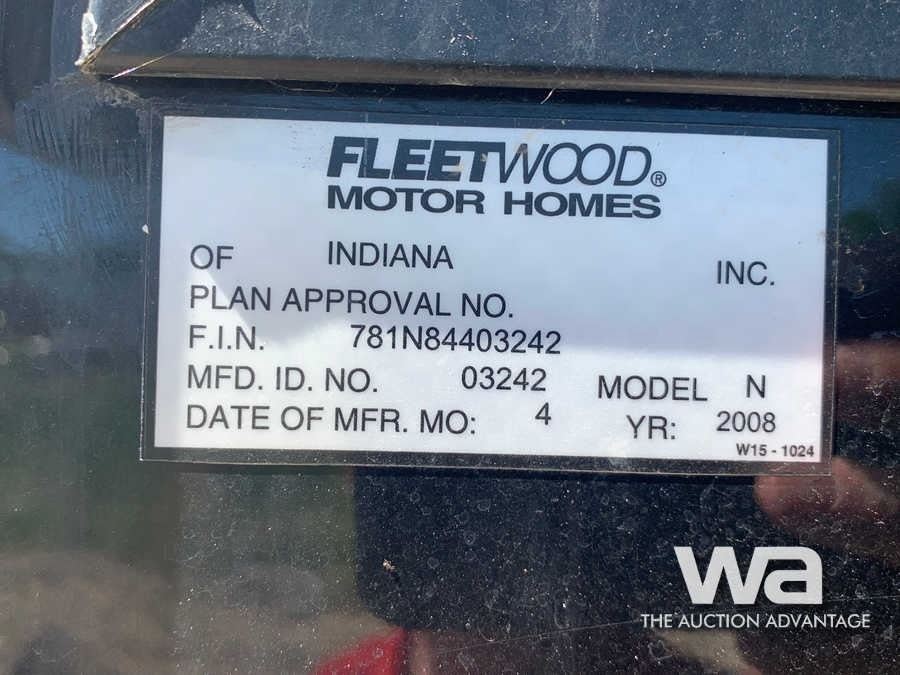 FLEETWOOD®
MOTOR HOMES
OF INDIANA INC.
PLAN APPROVAL NO.
F.I.N. 781N84403242
MFD. ID. NO. 03242 MODEL N
DATE OF MFR. MO: 4 YR: 2008
W15 - 1024
wa
THE AUCTION ADVANTAGE